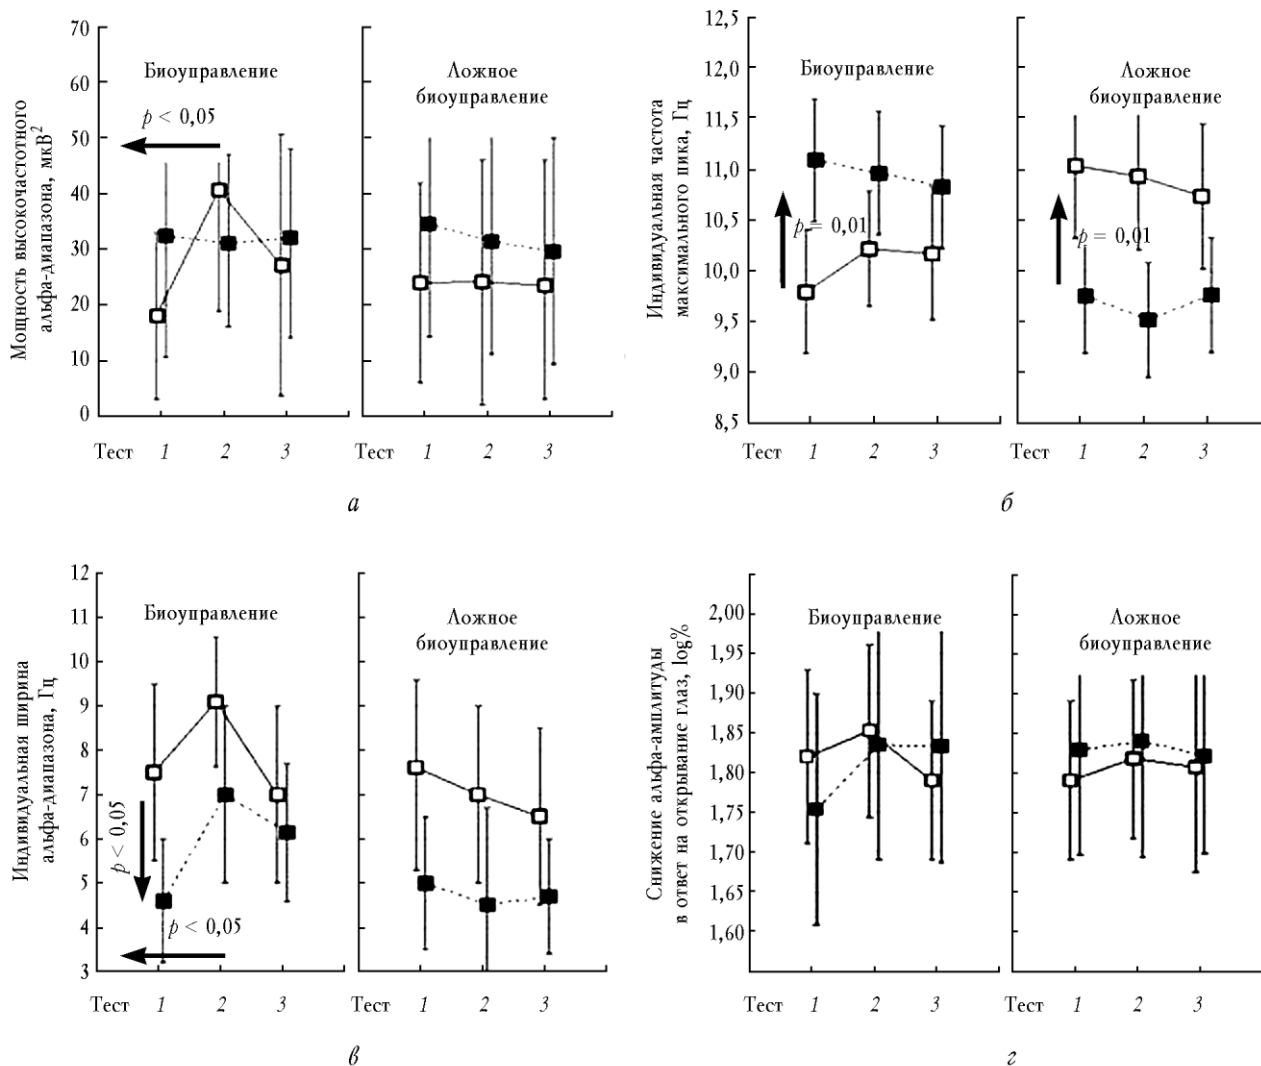 Мощность высокочастотного
альфа-диапазона, мкВ²
70
60
50
40
30
20
10
0
Биоуправление
p < 0,05
Ложное
биоуправление
Тест 1 2 3
Тест 1 2 3
а
Индивидуальная частота
максимального пика, Гц
12,5
12,0
11,5
11,0
10,5
10,0
9,5
9,0
8,5
Биоуправление
p = 0,01
Ложное
биоуправление
p = 0,01
Тест 1 2 3
Тест 1 2 3
б
Индивидуальная ширина
альфа-диапазона, Гц
12
11
10
9
8
7
6
5
4
3
Биоуправление
p < 0,05
p < 0,05
Ложное
биоуправление
Тест 1 2 3
Тест 1 2 3
в
Снижение альфа-амплитуды
в ответ на открывание глаз, log%
2,00
1,95
1,90
1,85
1,80
1,75
1,70
1,65
1,60
Биоуправление
Ложное
биоуправление
Тест 1 2 3
Тест 1 2 3
г